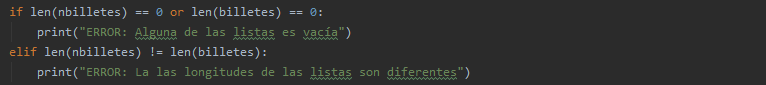 if len(nbilletes) == 0 or len(billetes) == 0:
    print("ERROR: Alguna de las listas es vacía")
elif len(nbilletes) != len(billetes):
    print("ERROR: La las longitudes de las listas son diferentes")